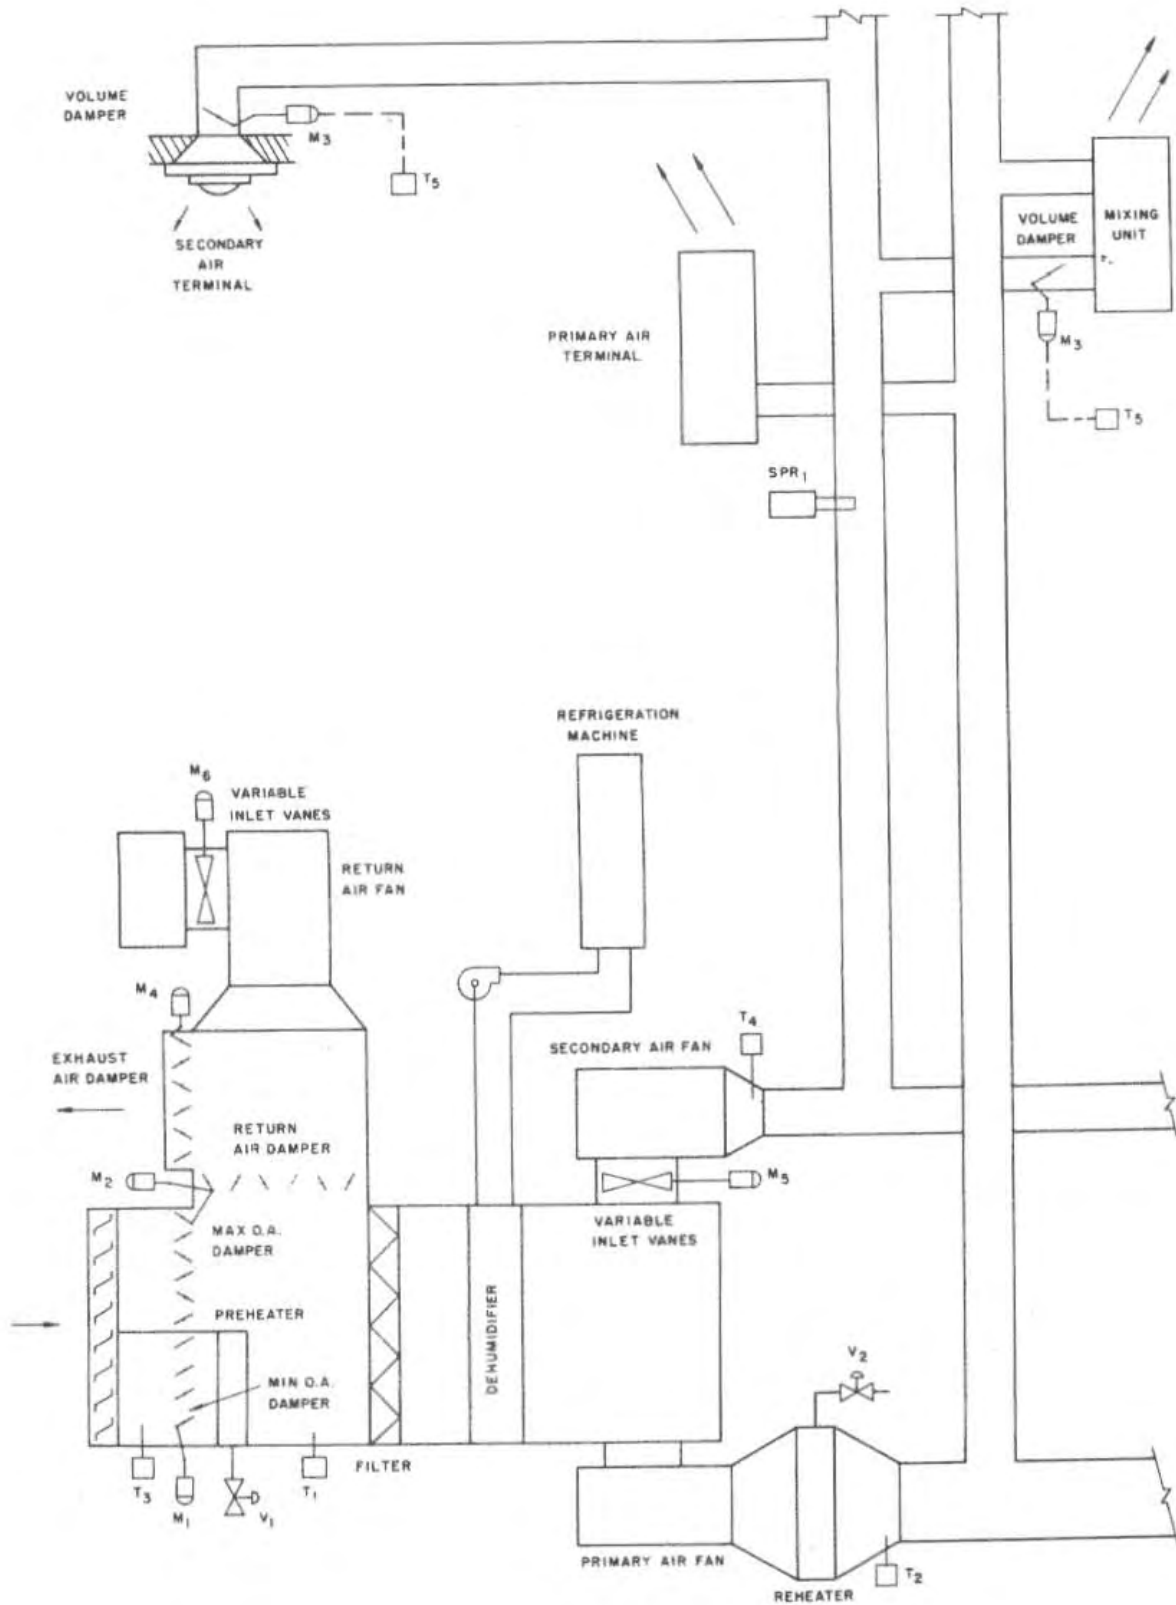 VOLUME
DAMPER
M3
T5
SECONDARY
AIR
TERMINAL
VOLUME
DAMPER
MIXING
UNIT
M3
T5
PRIMARY AIR
TERMINAL
SPR1
REFRIGERATION
MACHINE
M6
VARIABLE
INLET VANES
RETURN
AIR FAN
M4
EXHAUST
AIR DAMPER
RETURN
AIR DAMPER
M2
MAX O.A.
DAMPER
PREHEATER
MIN O.A.
DAMPER
T3
M1
V1
T1
FILTER
DEHUMIDIFIER
SECONDARY AIR FAN
T4
M5
VARIABLE
INLET VANES
V2
PRIMARY AIR FAN
REHEATER
T2